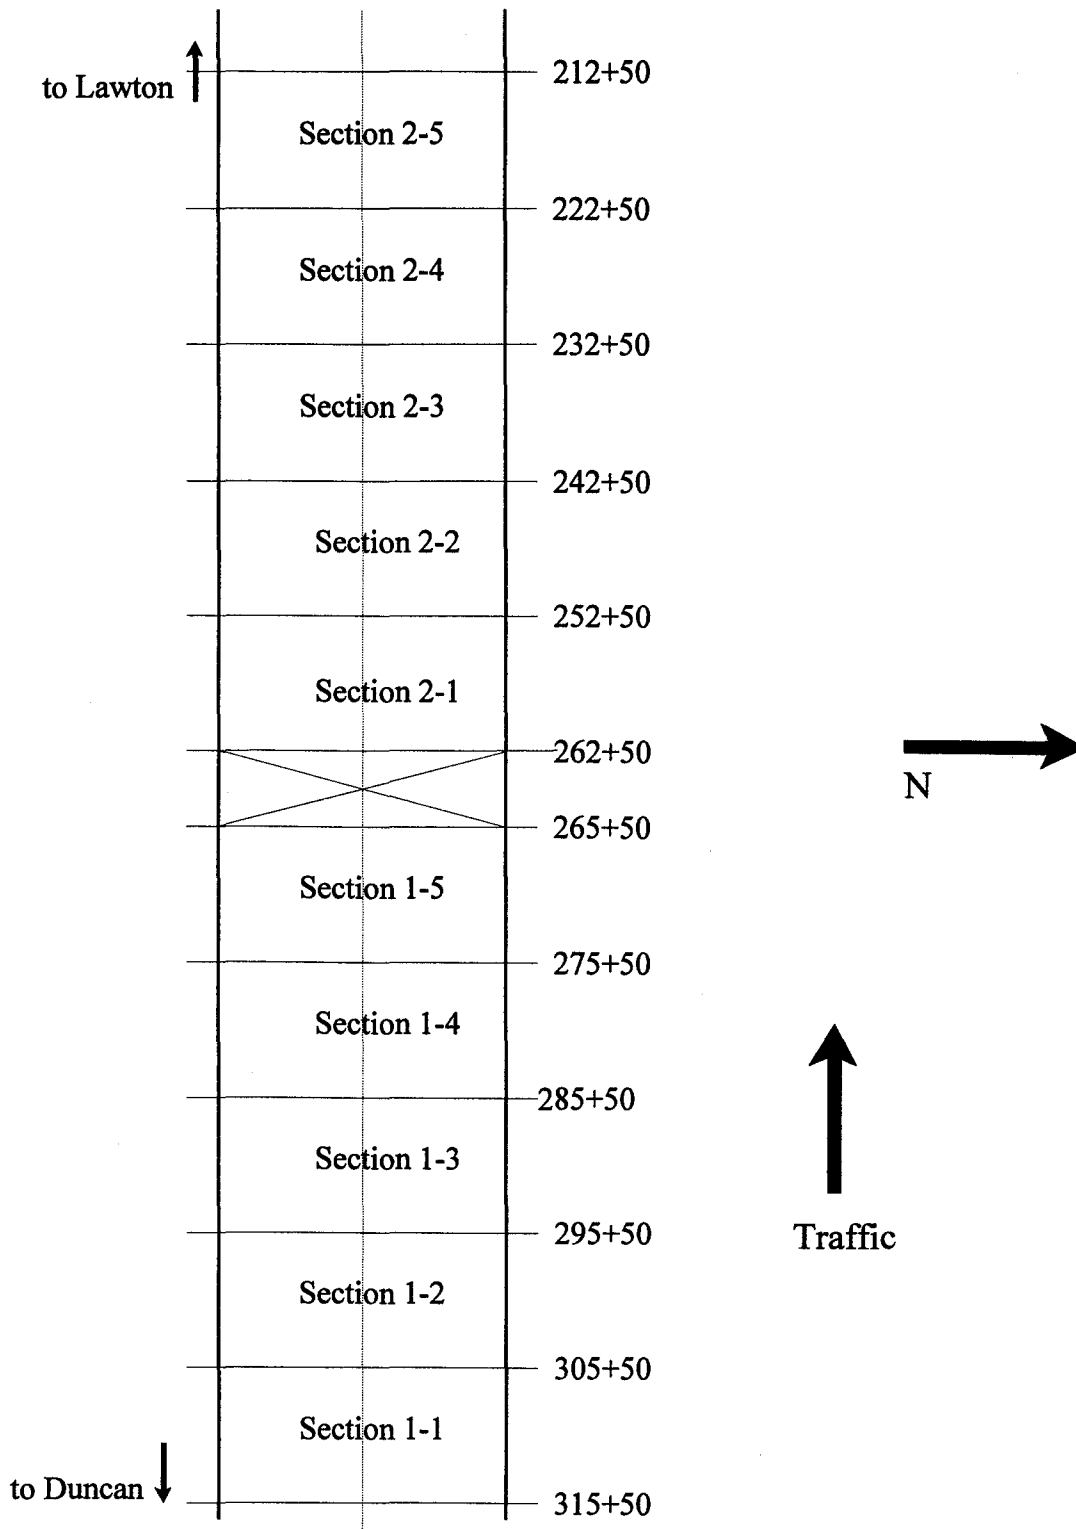 212+50
to Lawton
Section 2-5
222+50
Section 2-4
232+50
Section 2-3
242+50
Section 2-2
252+50
Section 2-1
262+50
N
265+50
Section 1-5
275+50
Section 1-4
285+50
Section 1-3
295+50
Traffic
Section 1-2
305+50
Section 1-1
to Duncan
315+50